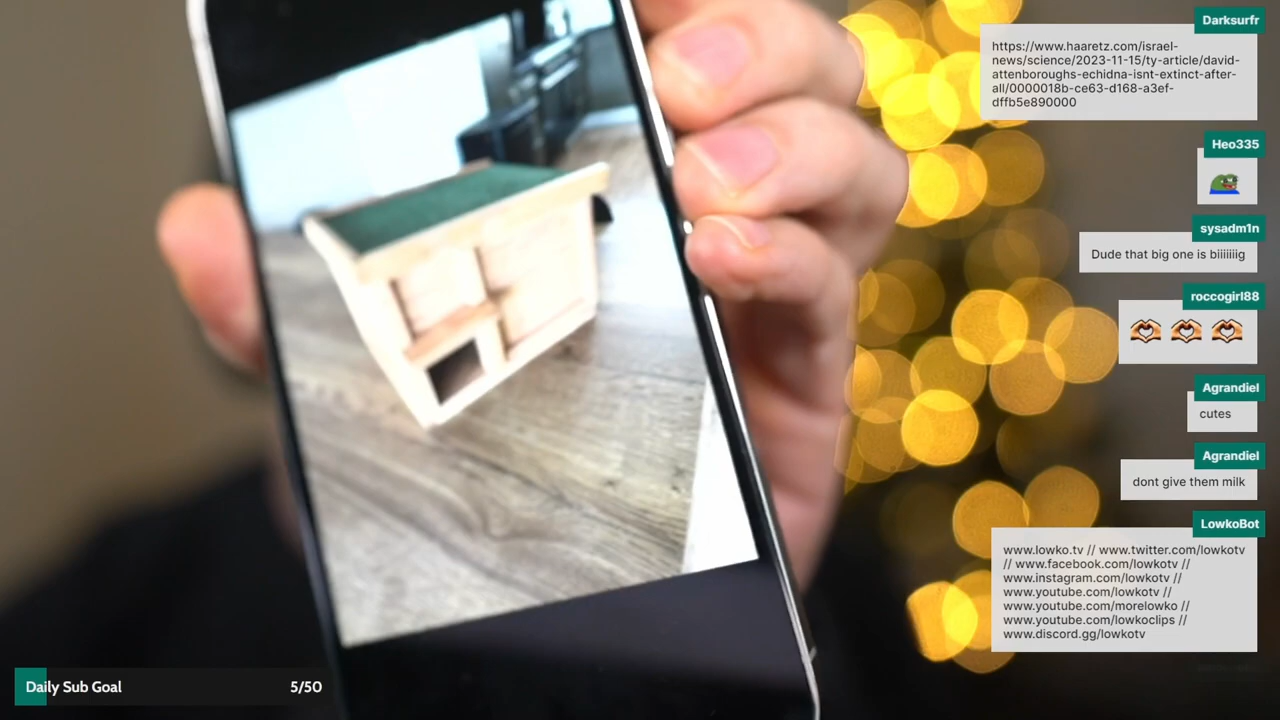 Darksurfr
https://www.haaretz.com/israel-
news/science/2023-11-15/ty-article/david-
attenboroughs-echidna-isnt-extinct-after-
all/0000018b-ce63-d168-a3ef-
dffb5e890000
Heo335
sysadm1n
Dude that big one is biiiiiiig
roccogirl88
Agrandiel
cutes
Agrandiel
dont give them milk
LowkoBot
www.lowko.tv // www.twitter.com/lowkotv
// www.facebook.com/lowkotv //
www.instagram.com/lowkotv //
www.youtube.com/lowkotv //
www.youtube.com/morelowko //
www.youtube.com/lowkoclips //
www.discord.gg/lowkotv
Daily Sub Goal 5/50